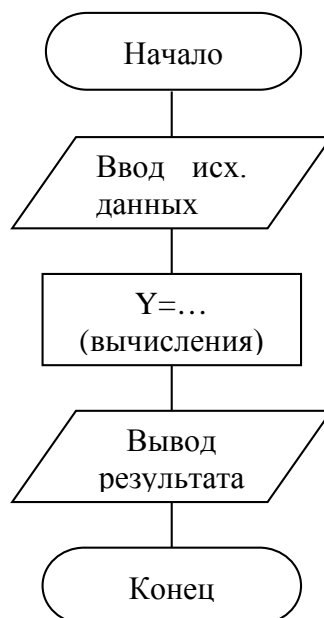 Начало
Ввод исх.
данных
Y=...
(вычисления)
Вывод
результата
Конец